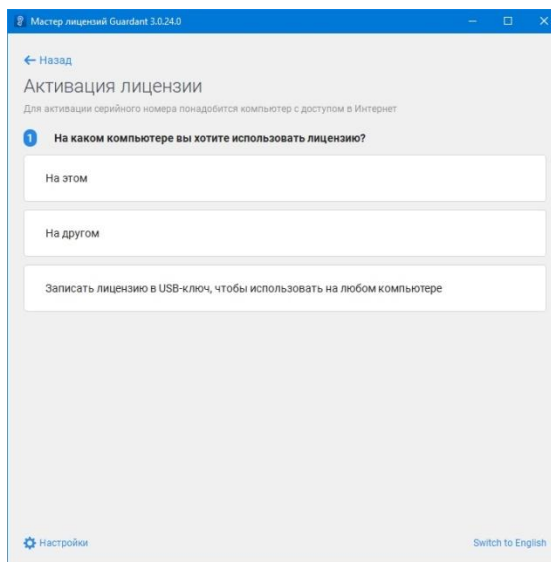 Мастер лицензий Guardant 3.0.24.0
Назад
Активация лицензии
Для активации серийного номера понадобится компьютер с доступом в Интернет
1 На каком компьютере вы хотите использовать лицензию?
На этом
На другом
Записать лицензию в USB-ключ, чтобы использовать на любом компьютере
Настройки
Switch to English